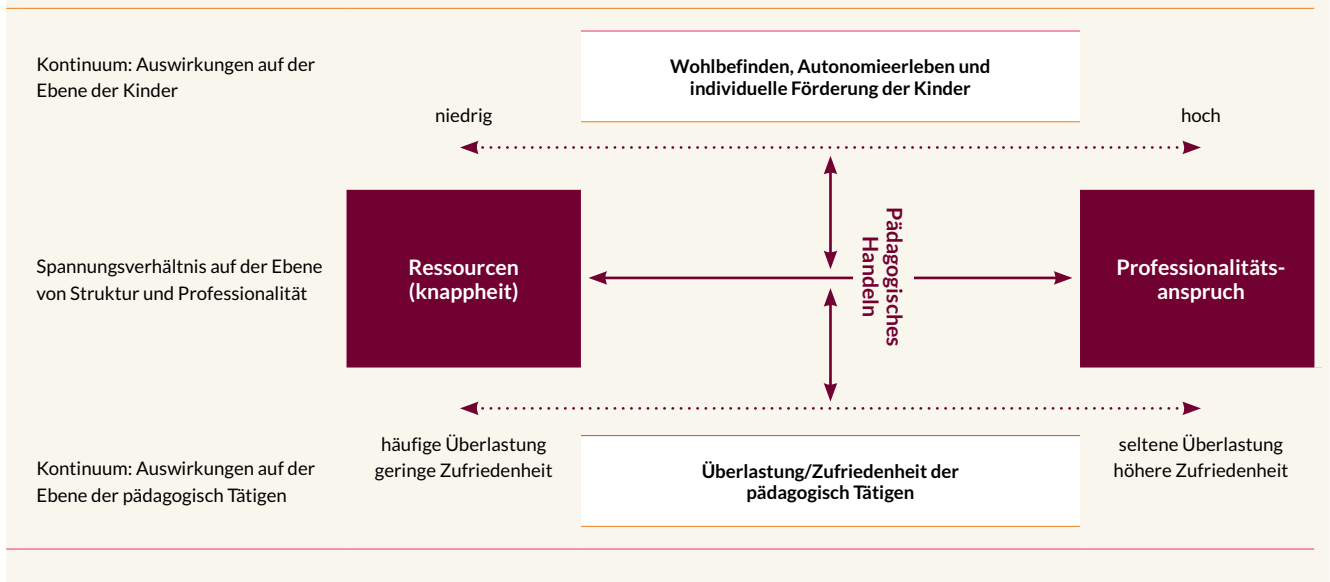 Kontinuum: Auswirkungen auf der
Ebene der Kinder
Wohlbefinden, Autonomieerleben und
individuelle Förderung der Kinder
niedrig
hoch
Spannungsverhältnis auf der Ebene
von Struktur und Professionalität
Ressourcen
(knappheit)
Pädagogisches
Handeln
Professionalitäts-
anspruch
häufige Überlastung
geringe Zufriedenheit
seltene Überlastung
höhere Zufriedenheit
Kontinuum: Auswirkungen auf der
Ebene der pädagogisch Tätigen
Überlastung/Zufriedenheit der
pädagogisch Tätigen